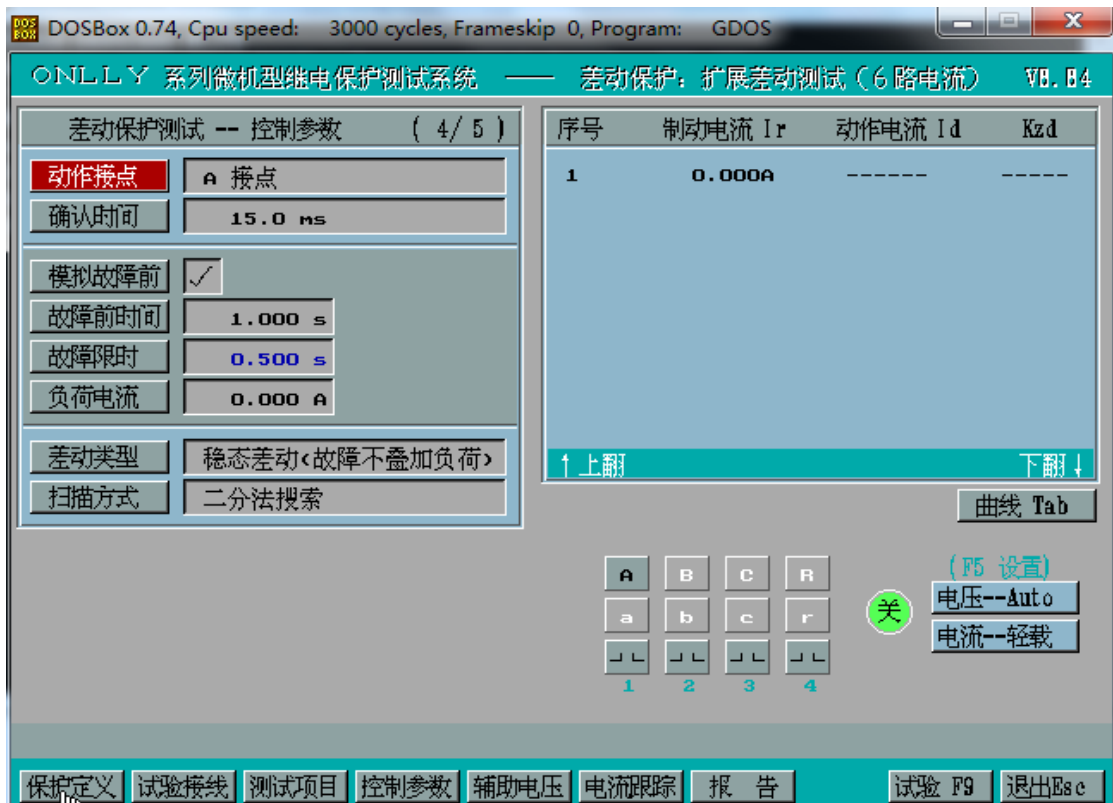 DOSBox 0.74, Cpu speed: 3000 cycles, Frameskip 0, Program: GDOS
ONLLY 系列微机型继电保护测试系统 —— 差动保护：扩展差动测试（6路电流） V8.84
差动保护测试 -- 控制参数 ( 4/ 5 )
动作接点 A 接点
确认时间 15.0 ms
模拟故障前 √
故障前时间 1.000 s
故障限时 0.500 s
负荷电流 0.000 A
差动类型 稳态差动<故障不叠加负荷>
扫描方式 二分法搜索
序号 制动电流 Ir 动作电流 Id Kzd
1 0.000A ------ -----
↑上翻 下翻↓
曲线 Tab
A B C R
a b c r
1 2 3 4
关
(F5 设置)
电压--Auto
电流--轻载
保护定义 试验接线 测试项目 控制参数 辅助电压 电流跟踪 报 告 试验 F9 退出Esc